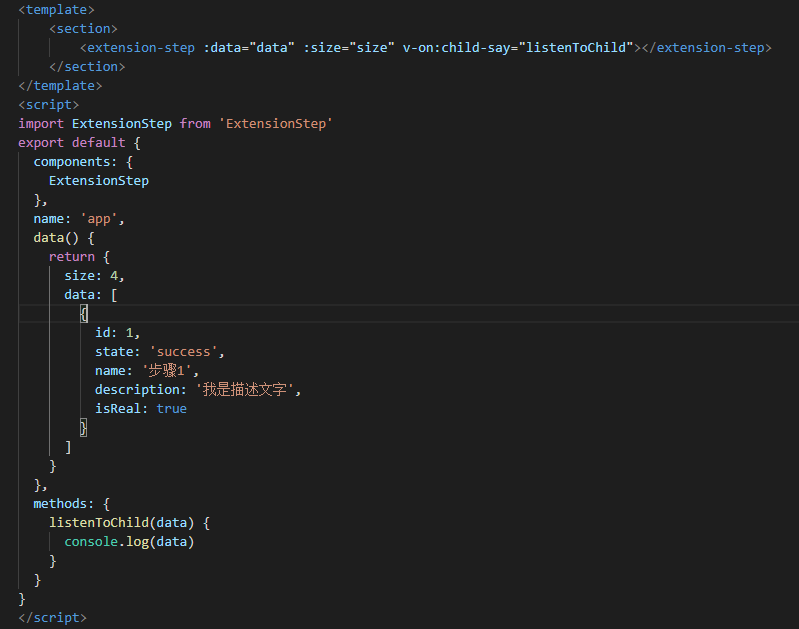 <template>
<section>
<extension-step :data="data" :size="size" v-on:child-say="listenToChild"></extension-step>
</section>
</template>
<script>
import ExtensionStep from 'ExtensionStep'
export default {
components: {
ExtensionStep
},
name: 'app',
data() {
return {
size: 4,
data: [
{
id: 1,
state: 'success',
name: '步骤1',
description: '我是描述文字',
isReal: true
}
]
}
},
methods: {
listenToChild(data) {
console.log(data)
}
}
}
</script>